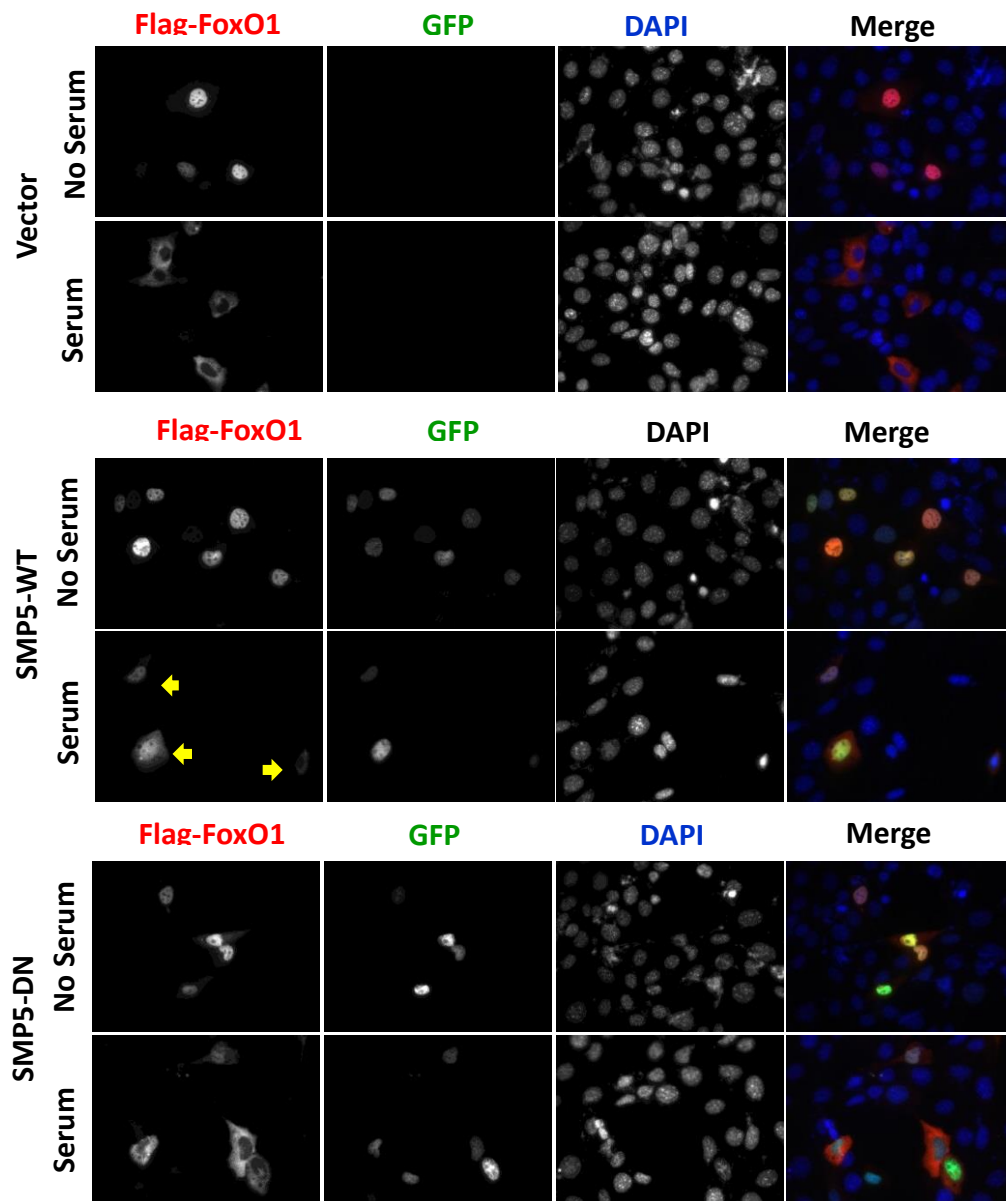 Flag-FoxO1 GFP DAPI Merge
Vector
No Serum
Serum
Flag-FoxO1 GFP DAPI Merge
SMP5-WT
No Serum
Serum
Flag-FoxO1 GFP DAPI Merge
SMP5-DN
No Serum
Serum